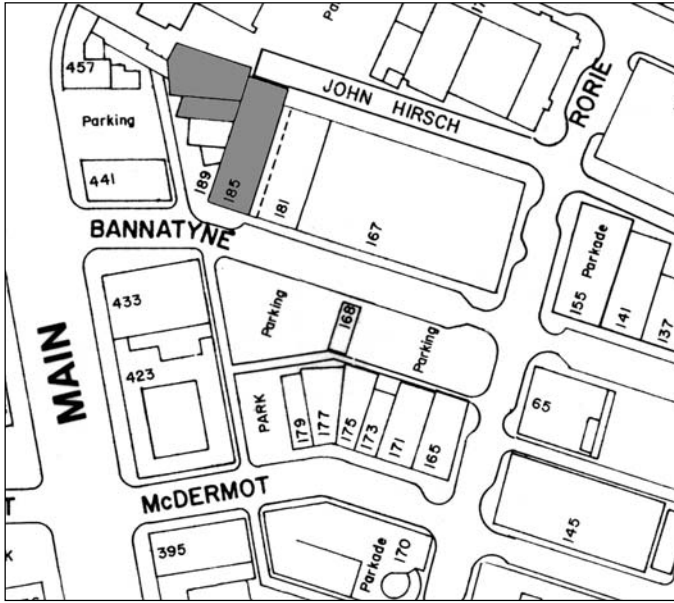 457
Parking
441
JOHN HIRSCH
RORIE
189
185
181
167
BANNATYNE
155
Parkade
141
137
433
423
Parking
168
Parking
MAIN
PARK
179
177
175
173
171
165
65
McDERMOT
395
Parkade
170
145